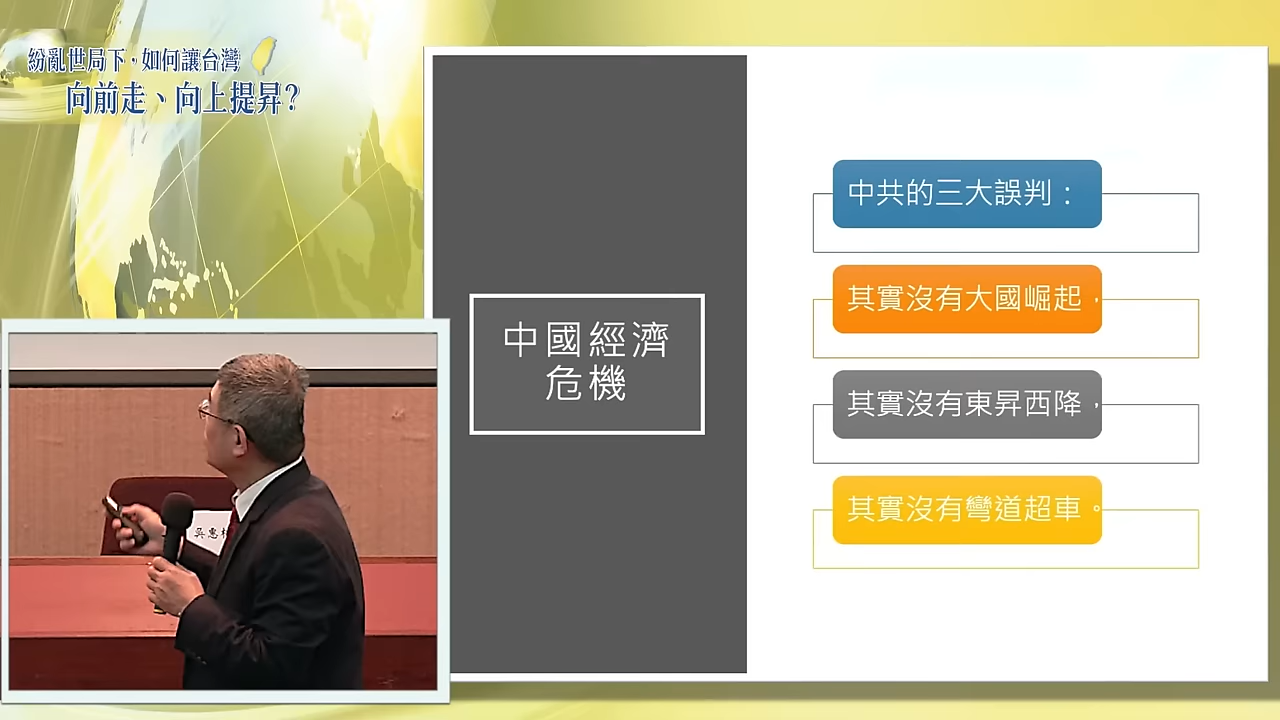 紛亂世局下，如何讓台灣
向前走、向上提昇？
中國經濟
危機
中共的三大誤判：
其實沒有大國崛起，
其實沒有東昇西降，
其實沒有彎道超車。
吳惠